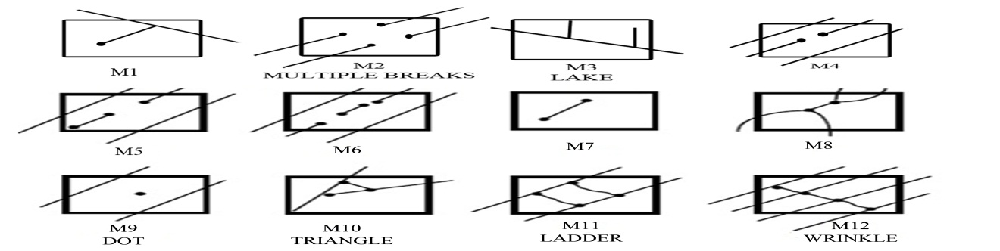 M1
M2
MULTIPLE BREAKS
M3
LAKE
M4
M5
M6
M7
M8
M9
DOT
M10
TRIANGLE
M11
LADDER
M12
WRINKLE